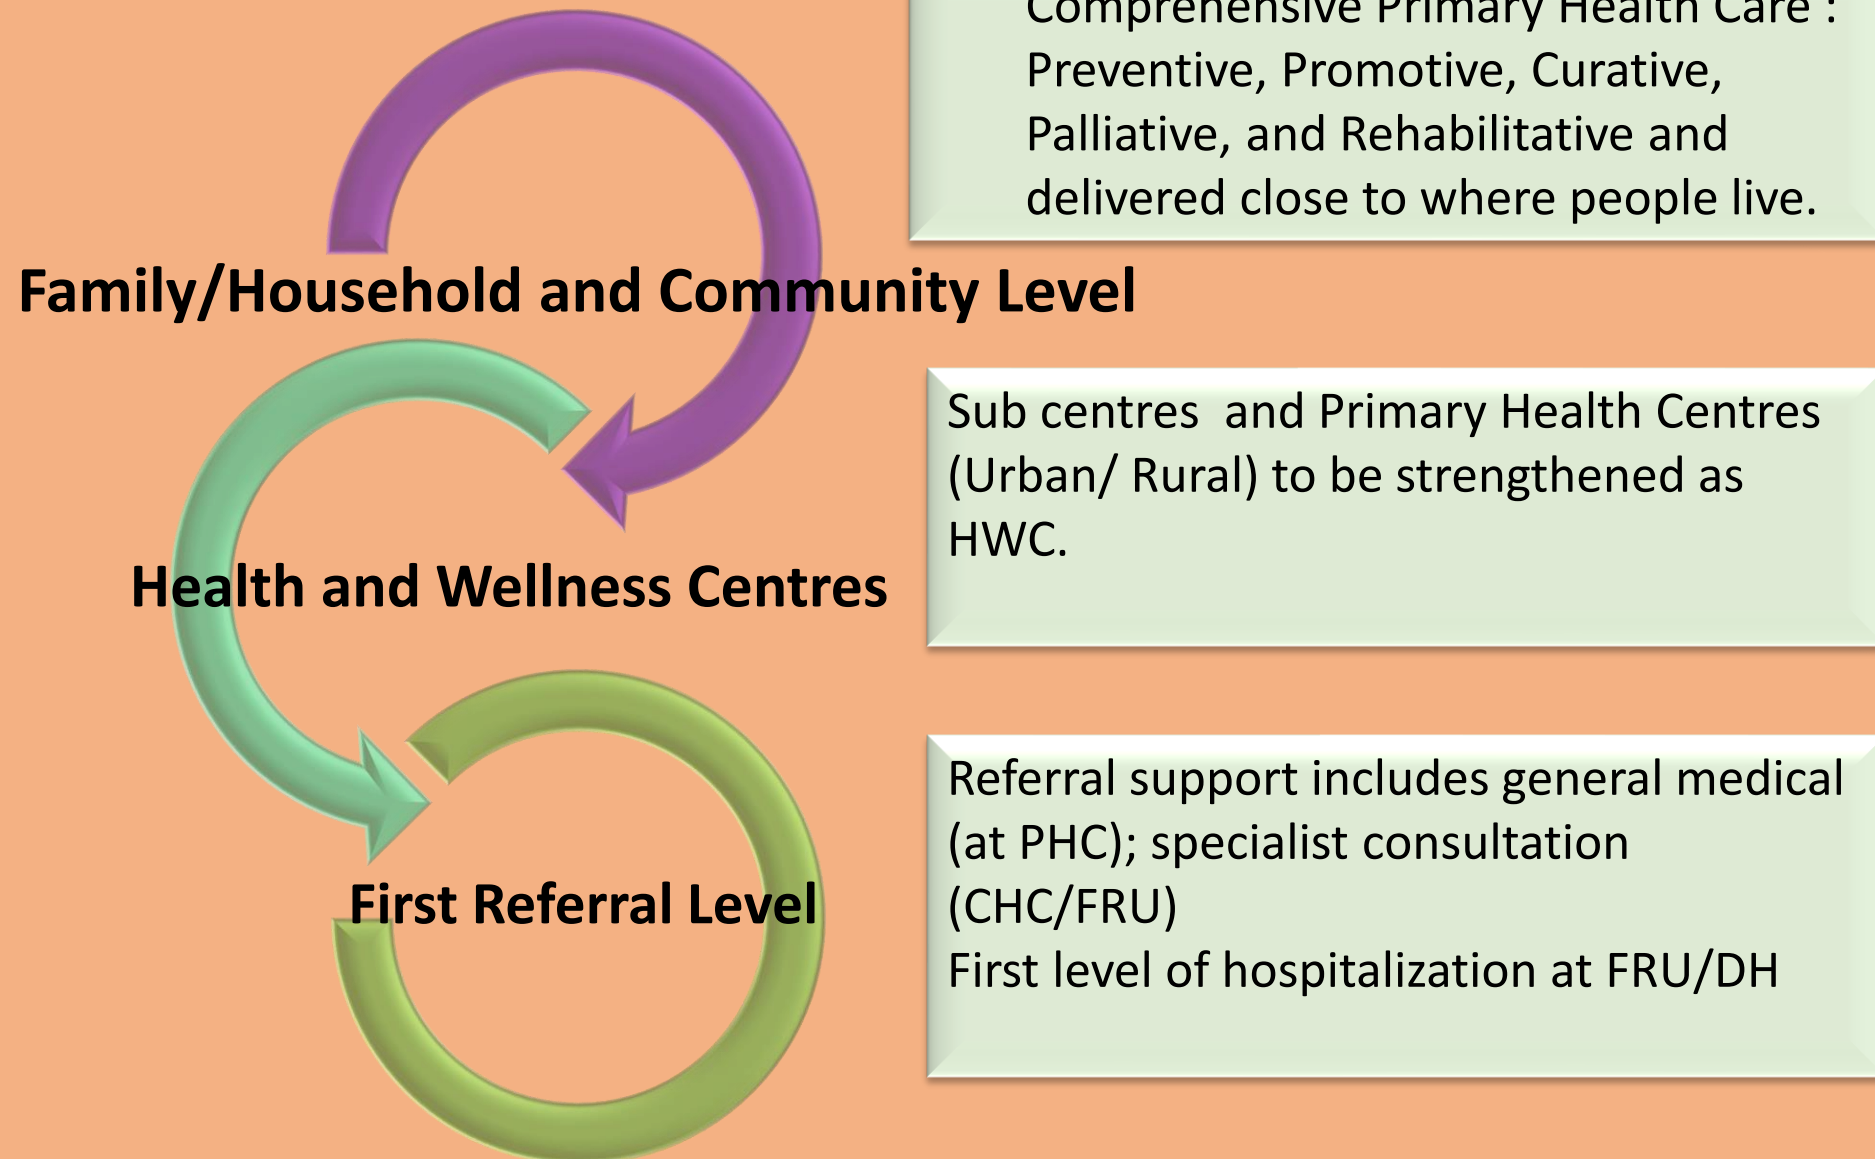 Comprehensive Primary Health Care :
Preventive, Promotive, Curative,
Palliative, and Rehabilitative and
delivered close to where people live.
Family/Household and Community Level
Sub centres  and Primary Health Centres
(Urban/ Rural) to be strengthened as
HWC.
Health and Wellness Centres
Referral support includes general medical
(at PHC); specialist consultation
(CHC/FRU)
First level of hospitalization at FRU/DH
First Referral Level